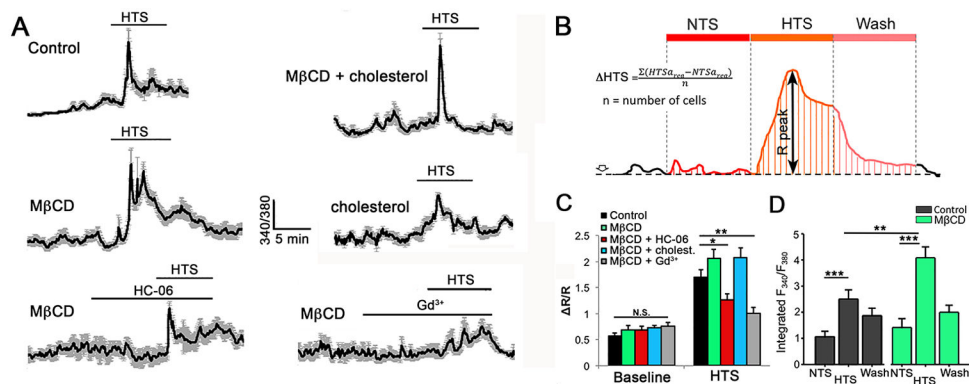 A
HTS
Control
HTS
MβCD
HTS
HC-06
MβCD
HTS
MβCD + cholesterol
HTS
cholesterol
340/380
5 min
HTS
Gd³⁺
MβCD
B
NTS HTS Wash
ΔHTS = Σ(HTSarea−NTSarea)
n
n = number of cells
R peak
C
Control
MβCD
MβCD + HC-06
MβCD + cholest.
MβCD + Gd³⁺
**
*
N.S.
ΔR/R
2.5
2
1.5
1
0.5
0
Baseline HTS
D
Control
MβCD
**
***
***
Integrated F340/F380
6
4
2
0
NTS HTS Wash NTS HTS Wash